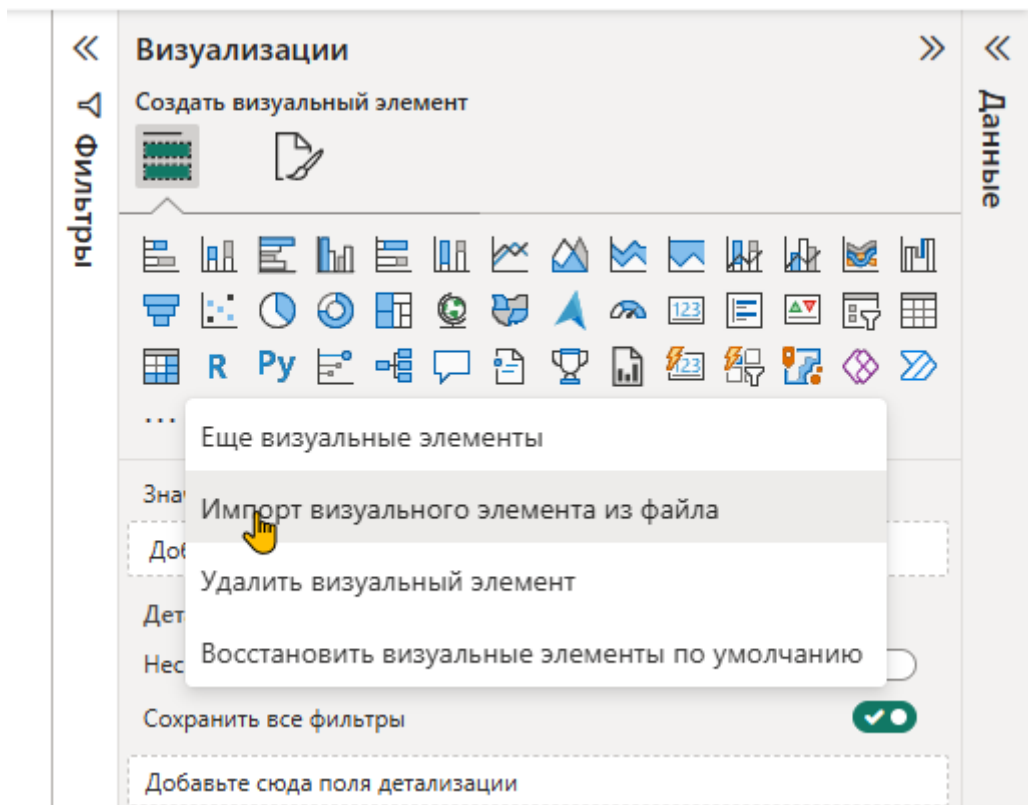 Визуализации
Создать визуальный элемент
Фильтры
Данные
123
R
Py
123
...
Еще визуальные элементы
Импорт визуального элемента из файла
Удалить визуальный элемент
Восстановить визуальные элементы по умолчанию
Сохранить все фильтры
Добавьте сюда поля детализации